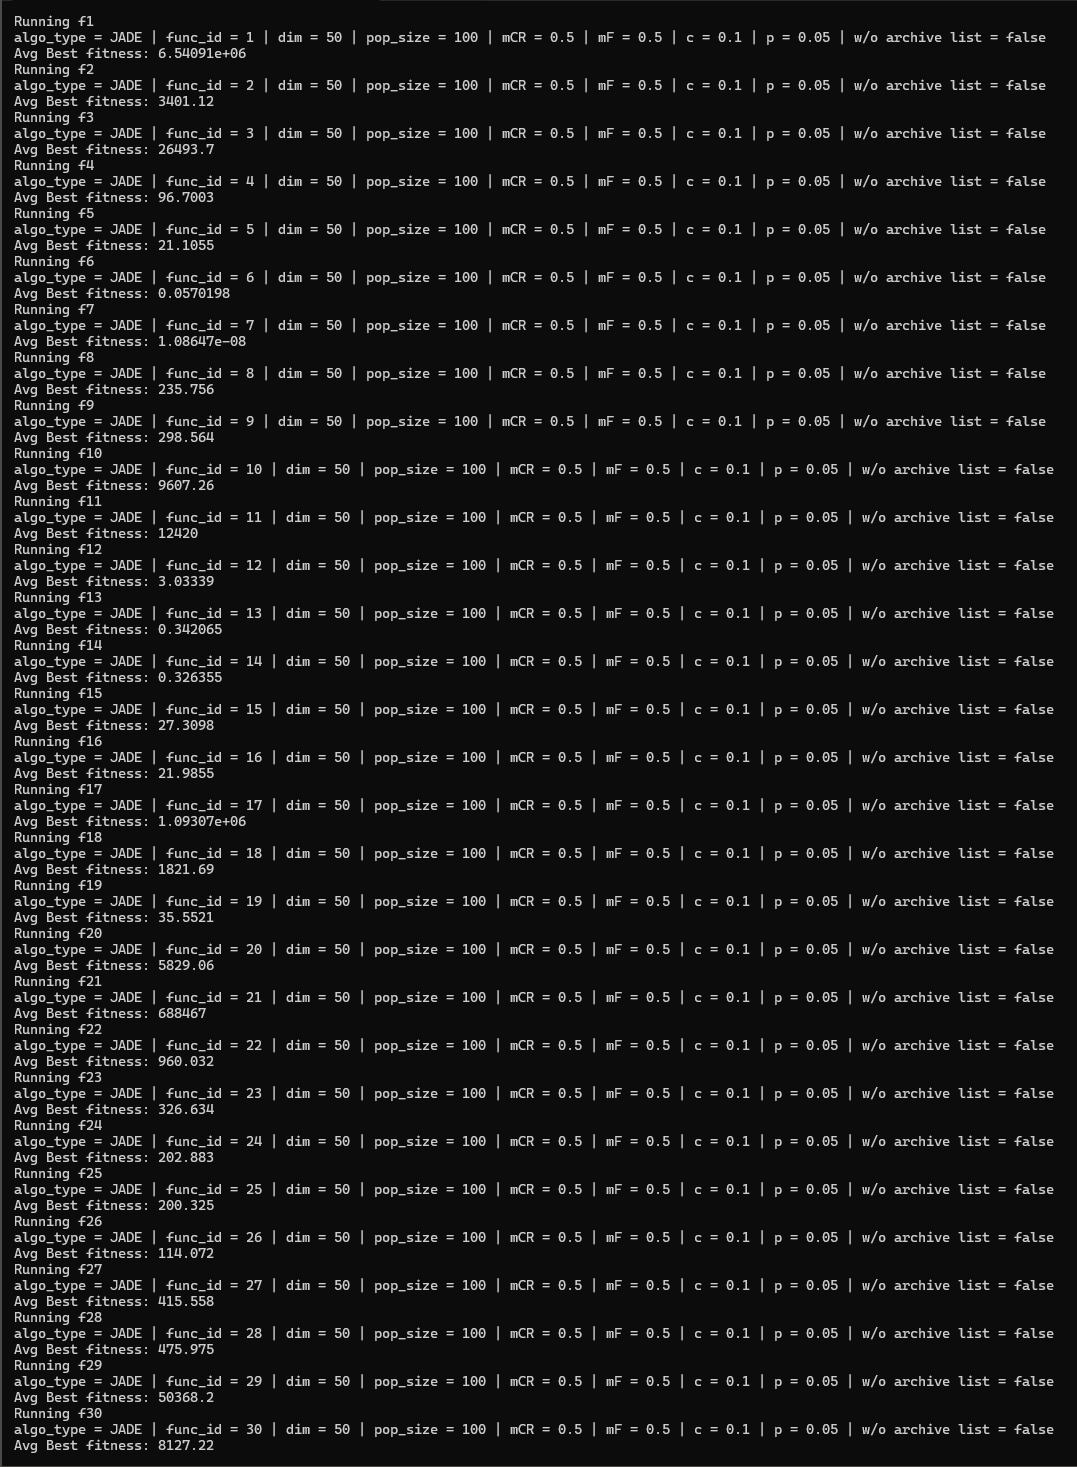 Running f1
algo_type = JADE | func_id = 1 | dim = 50 | pop_size = 100 | mCR = 0.5 | mF = 0.5 | c = 0.1 | p = 0.05 | w/o archive list = false
Avg Best fitness: 6.54091e+06
Running f2
algo_type = JADE | func_id = 2 | dim = 50 | pop_size = 100 | mCR = 0.5 | mF = 0.5 | c = 0.1 | p = 0.05 | w/o archive list = false
Avg Best fitness: 3401.12
Running f3
algo_type = JADE | func_id = 3 | dim = 50 | pop_size = 100 | mCR = 0.5 | mF = 0.5 | c = 0.1 | p = 0.05 | w/o archive list = false
Avg Best fitness: 26493.7
Running f4
algo_type = JADE | func_id = 4 | dim = 50 | pop_size = 100 | mCR = 0.5 | mF = 0.5 | c = 0.1 | p = 0.05 | w/o archive list = false
Avg Best fitness: 96.7003
Running f5
algo_type = JADE | func_id = 5 | dim = 50 | pop_size = 100 | mCR = 0.5 | mF = 0.5 | c = 0.1 | p = 0.05 | w/o archive list = false
Avg Best fitness: 21.1055
Running f6
algo_type = JADE | func_id = 6 | dim = 50 | pop_size = 100 | mCR = 0.5 | mF = 0.5 | c = 0.1 | p = 0.05 | w/o archive list = false
Avg Best fitness: 0.0570198
Running f7
algo_type = JADE | func_id = 7 | dim = 50 | pop_size = 100 | mCR = 0.5 | mF = 0.5 | c = 0.1 | p = 0.05 | w/o archive list = false
Avg Best fitness: 1.08647e-08
Running f8
algo_type = JADE | func_id = 8 | dim = 50 | pop_size = 100 | mCR = 0.5 | mF = 0.5 | c = 0.1 | p = 0.05 | w/o archive list = false
Avg Best fitness: 235.756
Running f9
algo_type = JADE | func_id = 9 | dim = 50 | pop_size = 100 | mCR = 0.5 | mF = 0.5 | c = 0.1 | p = 0.05 | w/o archive list = false
Avg Best fitness: 298.564
Running f10
algo_type = JADE | func_id = 10 | dim = 50 | pop_size = 100 | mCR = 0.5 | mF = 0.5 | c = 0.1 | p = 0.05 | w/o archive list = false
Avg Best fitness: 9607.26
Running f11
algo_type = JADE | func_id = 11 | dim = 50 | pop_size = 100 | mCR = 0.5 | mF = 0.5 | c = 0.1 | p = 0.05 | w/o archive list = false
Avg Best fitness: 12420
Running f12
algo_type = JADE | func_id = 12 | dim = 50 | pop_size = 100 | mCR = 0.5 | mF = 0.5 | c = 0.1 | p = 0.05 | w/o archive list = false
Avg Best fitness: 3.03339
Running f13
algo_type = JADE | func_id = 13 | dim = 50 | pop_size = 100 | mCR = 0.5 | mF = 0.5 | c = 0.1 | p = 0.05 | w/o archive list = false
Avg Best fitness: 0.342065
Running f14
algo_type = JADE | func_id = 14 | dim = 50 | pop_size = 100 | mCR = 0.5 | mF = 0.5 | c = 0.1 | p = 0.05 | w/o archive list = false
Avg Best fitness: 0.326355
Running f15
algo_type = JADE | func_id = 15 | dim = 50 | pop_size = 100 | mCR = 0.5 | mF = 0.5 | c = 0.1 | p = 0.05 | w/o archive list = false
Avg Best fitness: 27.3098
Running f16
algo_type = JADE | func_id = 16 | dim = 50 | pop_size = 100 | mCR = 0.5 | mF = 0.5 | c = 0.1 | p = 0.05 | w/o archive list = false
Avg Best fitness: 21.9855
Running f17
algo_type = JADE | func_id = 17 | dim = 50 | pop_size = 100 | mCR = 0.5 | mF = 0.5 | c = 0.1 | p = 0.05 | w/o archive list = false
Avg Best fitness: 1.09307e+06
Running f18
algo_type = JADE | func_id = 18 | dim = 50 | pop_size = 100 | mCR = 0.5 | mF = 0.5 | c = 0.1 | p = 0.05 | w/o archive list = false
Avg Best fitness: 1821.69
Running f19
algo_type = JADE | func_id = 19 | dim = 50 | pop_size = 100 | mCR = 0.5 | mF = 0.5 | c = 0.1 | p = 0.05 | w/o archive list = false
Avg Best fitness: 35.5521
Running f20
algo_type = JADE | func_id = 20 | dim = 50 | pop_size = 100 | mCR = 0.5 | mF = 0.5 | c = 0.1 | p = 0.05 | w/o archive list = false
Avg Best fitness: 5829.06
Running f21
algo_type = JADE | func_id = 21 | dim = 50 | pop_size = 100 | mCR = 0.5 | mF = 0.5 | c = 0.1 | p = 0.05 | w/o archive list = false
Avg Best fitness: 688467
Running f22
algo_type = JADE | func_id = 22 | dim = 50 | pop_size = 100 | mCR = 0.5 | mF = 0.5 | c = 0.1 | p = 0.05 | w/o archive list = false
Avg Best fitness: 960.032
Running f23
algo_type = JADE | func_id = 23 | dim = 50 | pop_size = 100 | mCR = 0.5 | mF = 0.5 | c = 0.1 | p = 0.05 | w/o archive list = false
Avg Best fitness: 326.634
Running f24
algo_type = JADE | func_id = 24 | dim = 50 | pop_size = 100 | mCR = 0.5 | mF = 0.5 | c = 0.1 | p = 0.05 | w/o archive list = false
Avg Best fitness: 202.883
Running f25
algo_type = JADE | func_id = 25 | dim = 50 | pop_size = 100 | mCR = 0.5 | mF = 0.5 | c = 0.1 | p = 0.05 | w/o archive list = false
Avg Best fitness: 200.325
Running f26
algo_type = JADE | func_id = 26 | dim = 50 | pop_size = 100 | mCR = 0.5 | mF = 0.5 | c = 0.1 | p = 0.05 | w/o archive list = false
Avg Best fitness: 114.072
Running f27
algo_type = JADE | func_id = 27 | dim = 50 | pop_size = 100 | mCR = 0.5 | mF = 0.5 | c = 0.1 | p = 0.05 | w/o archive list = false
Avg Best fitness: 415.558
Running f28
algo_type = JADE | func_id = 28 | dim = 50 | pop_size = 100 | mCR = 0.5 | mF = 0.5 | c = 0.1 | p = 0.05 | w/o archive list = false
Avg Best fitness: 475.975
Running f29
algo_type = JADE | func_id = 29 | dim = 50 | pop_size = 100 | mCR = 0.5 | mF = 0.5 | c = 0.1 | p = 0.05 | w/o archive list = false
Avg Best fitness: 50368.2
Running f30
algo_type = JADE | func_id = 30 | dim = 50 | pop_size = 100 | mCR = 0.5 | mF = 0.5 | c = 0.1 | p = 0.05 | w/o archive list = false
Avg Best fitness: 8127.22